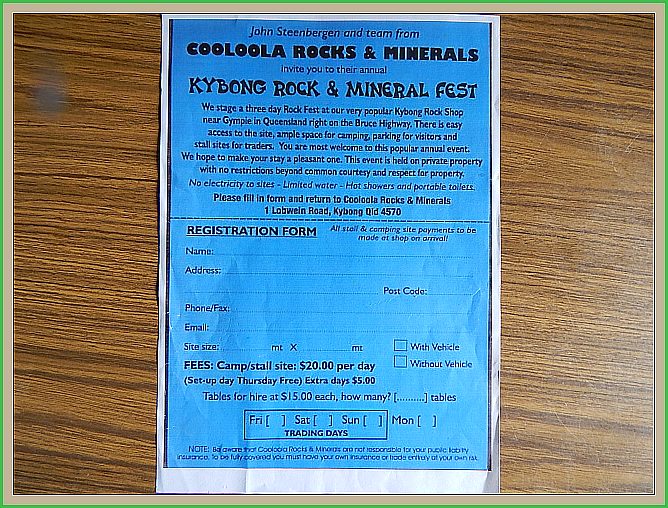 John Steenbergen and team from
COOLOOLA ROCKS & MINERALS
invite you to their annual
KYBONG ROCK & MINERAL FEST
We stage a three day Rock Fest at our very popular Kybong Rock Shop
near Gympie in Queensland right on the Bruce Highway. There is easy
access to the site, ample space for camping, parking for visitors and
stall sites for traders. You are most welcome to this popular annual event.
We hope to make your stay a pleasant one. This event is held on private property
with no restrictions beyond common courtesy and respect for property.
No electricity to sites - Limited water - Hot showers and portable toilets.
Please fill in form and return to Cooloola Rocks & Minerals
1 Lobwein Road, Kybong Qld 4570
REGISTRATION FORM All stall & camping site payments to be
made at shop on arrival!
Name:
Address:
Post Code:
Phone/Fax:
Email:
Site size: mt X mt With Vehicle
Without Vehicle
FEES: Camp/stall site: $20.00 per day
(Set-up day Thursday Free) Extra days $5.00
Tables for hire at $15.00 each, how many? [.........] tables
Fri [ ] Sat [ ] Sun [ ] Mon [ ]
TRADING DAYS
NOTE: Be aware that Cooloola Rocks & Minerals are not responsible for your public liability
insurance. To be fully covered you must have your own insurance or trade entirely at your own risk.